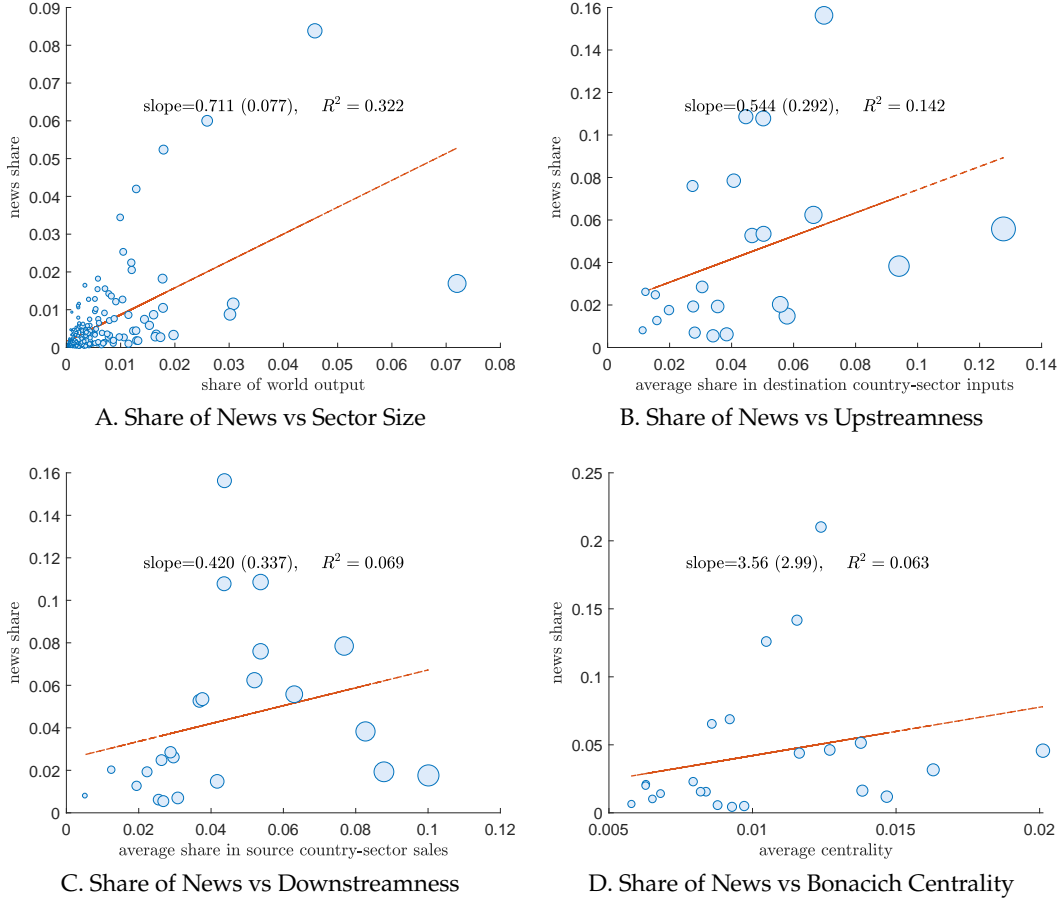 0.09
0.08
0.07
0.06
0.05
0.04
0.03
0.02
0.01
0
news share
slope=0.711 (0.077), R² = 0.322
0 0.01 0.02 0.03 0.04 0.05 0.06 0.07 0.08
share of world output
A. Share of News vs Sector Size
0.16
0.14
0.12
0.1
0.08
0.06
0.04
0.02
0
news share
slope=0.544 (0.292), R² = 0.142
0 0.02 0.04 0.06 0.08 0.1 0.12 0.14
average share in destination country-sector inputs
B. Share of News vs Upstreamness
0.16
0.14
0.12
0.1
0.08
0.06
0.04
0.02
0
news share
slope=0.420 (0.337), R² = 0.069
0 0.02 0.04 0.06 0.08 0.1 0.12
average share in source country-sector sales
C. Share of News vs Downstreamness
0.25
0.2
0.15
0.1
0.05
0
news share
slope=3.56 (2.99), R² = 0.063
0.005 0.01 0.015 0.02
average centrality
D. Share of News vs Bonacich Centrality